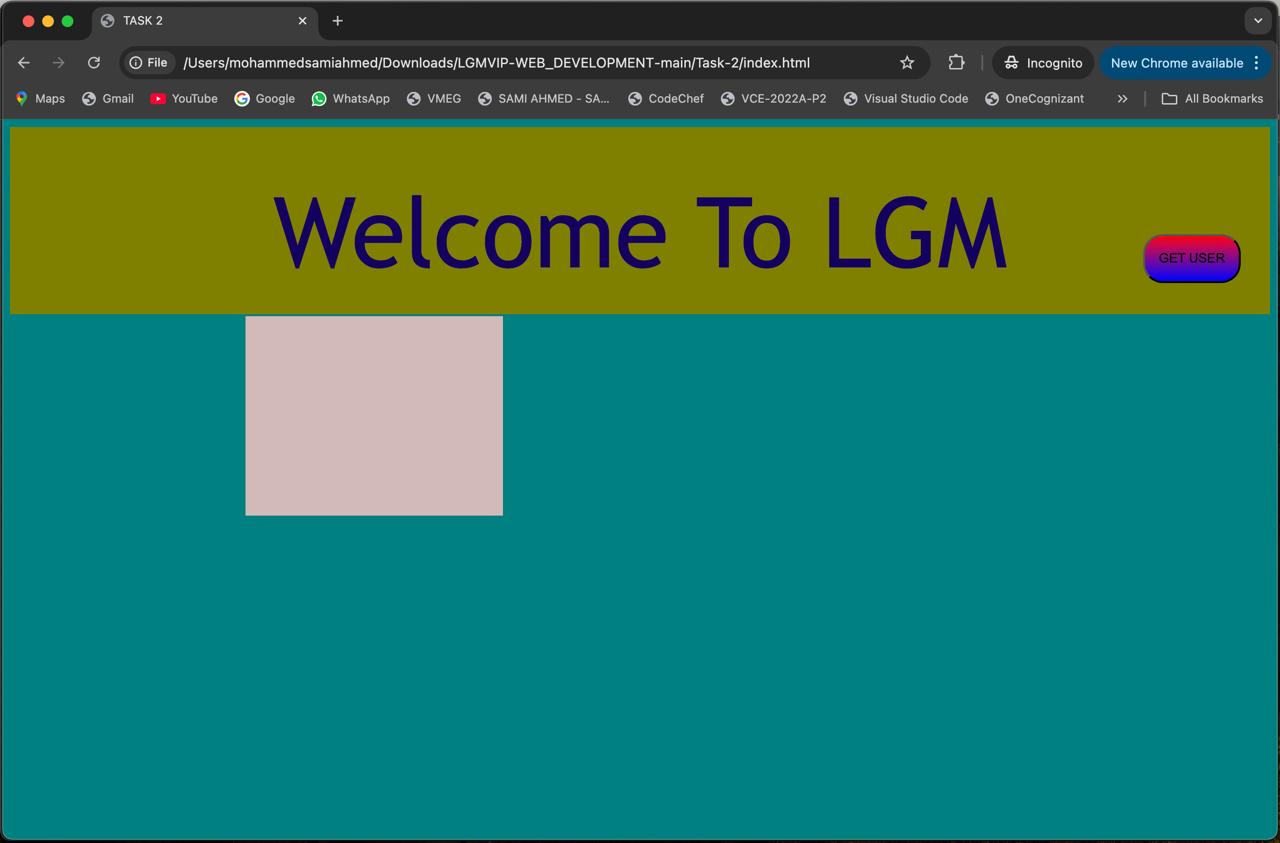 TASK 2
File /Users/mohammedsamiahmed/Downloads/LGMVIP-WEB_DEVELOPMENT-main/Task-2/index.html Incognito New Chrome available
Maps Gmail YouTube Google WhatsApp VMEG SAMI AHMED - SA... CodeChef VCE-2022A-P2 Visual Studio Code OneCognizant All Bookmarks
Welcome To LGM
GET USER